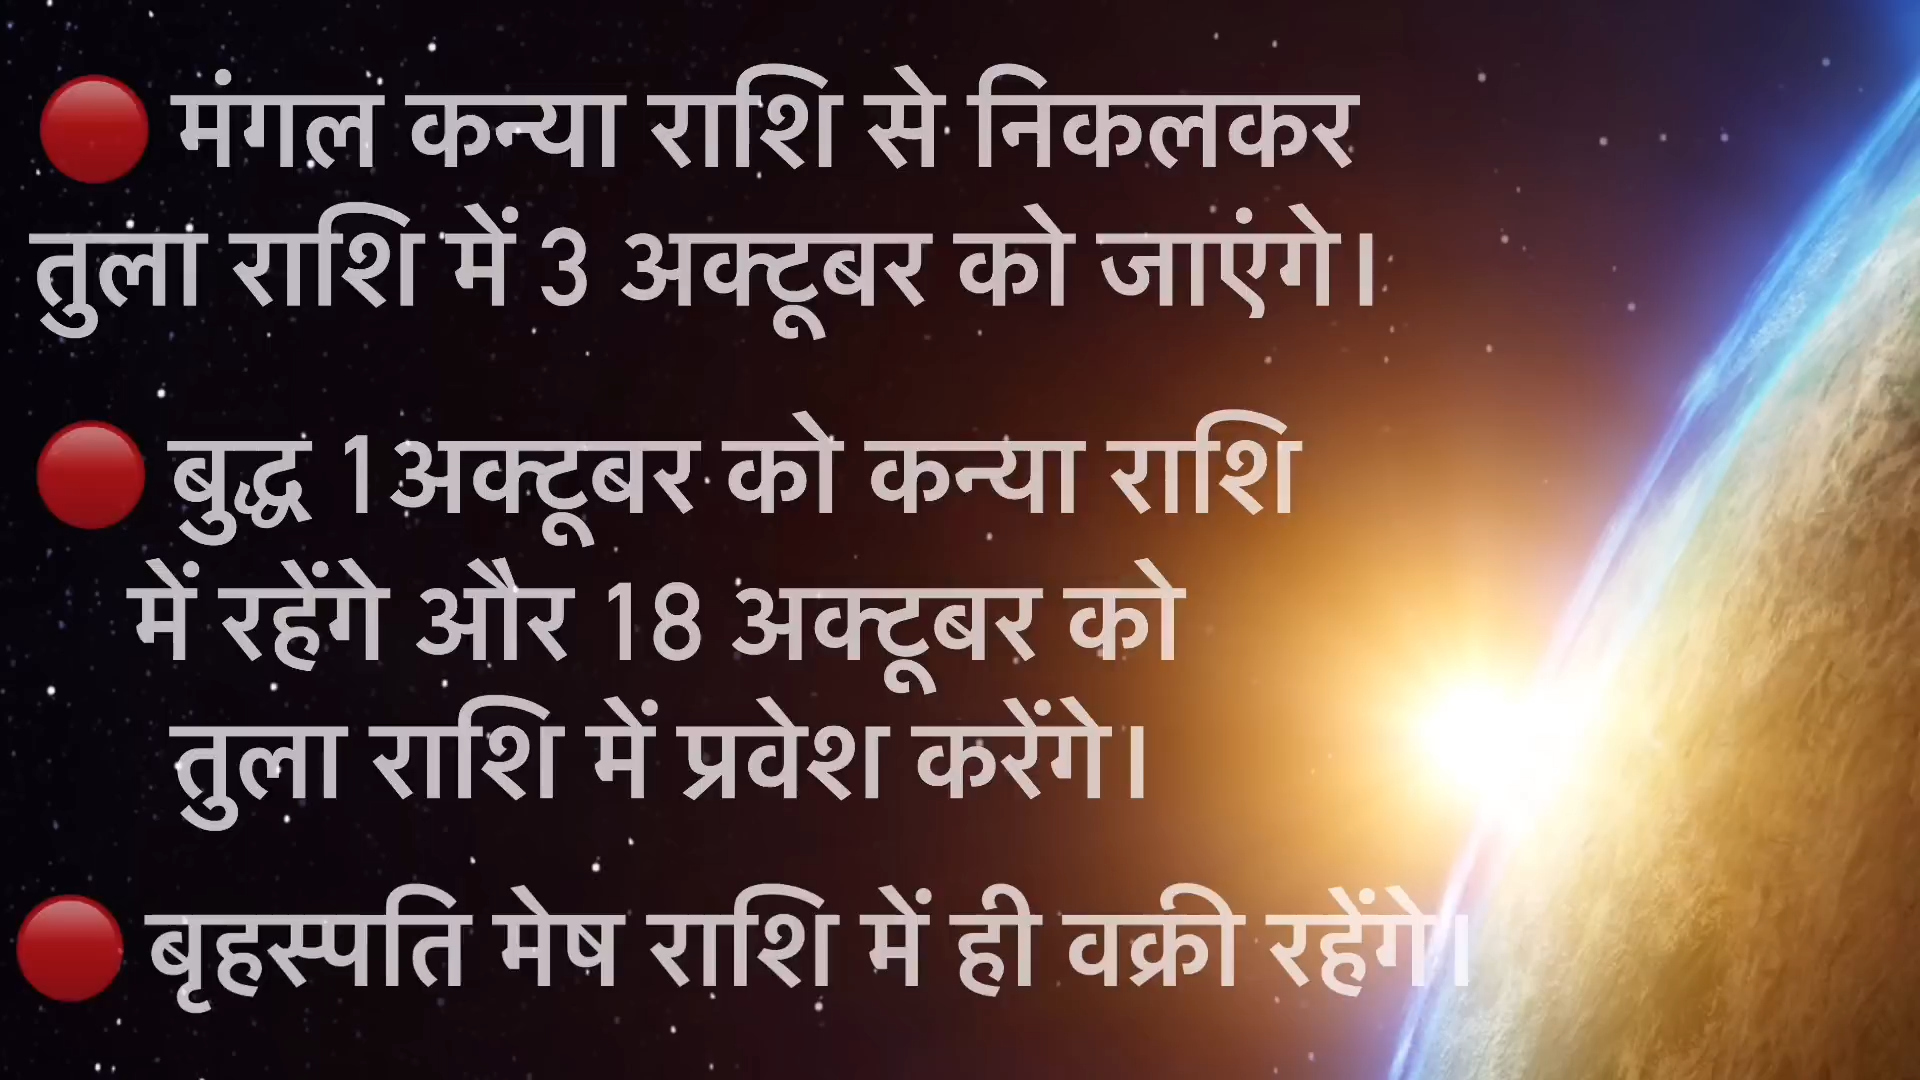 🔴 मंगल कन्या राशि से निकलकर
तुला राशि में 3 अक्टूबर को जाएंगे।
🔴 बुद्ध 1अक्टूबर को कन्या राशि
में रहेंगे और 18 अक्टूबर को
तुला राशि में प्रवेश करेंगे।
🔴 बृहस्पति मेष राशि में ही वक्री रहेंगे।